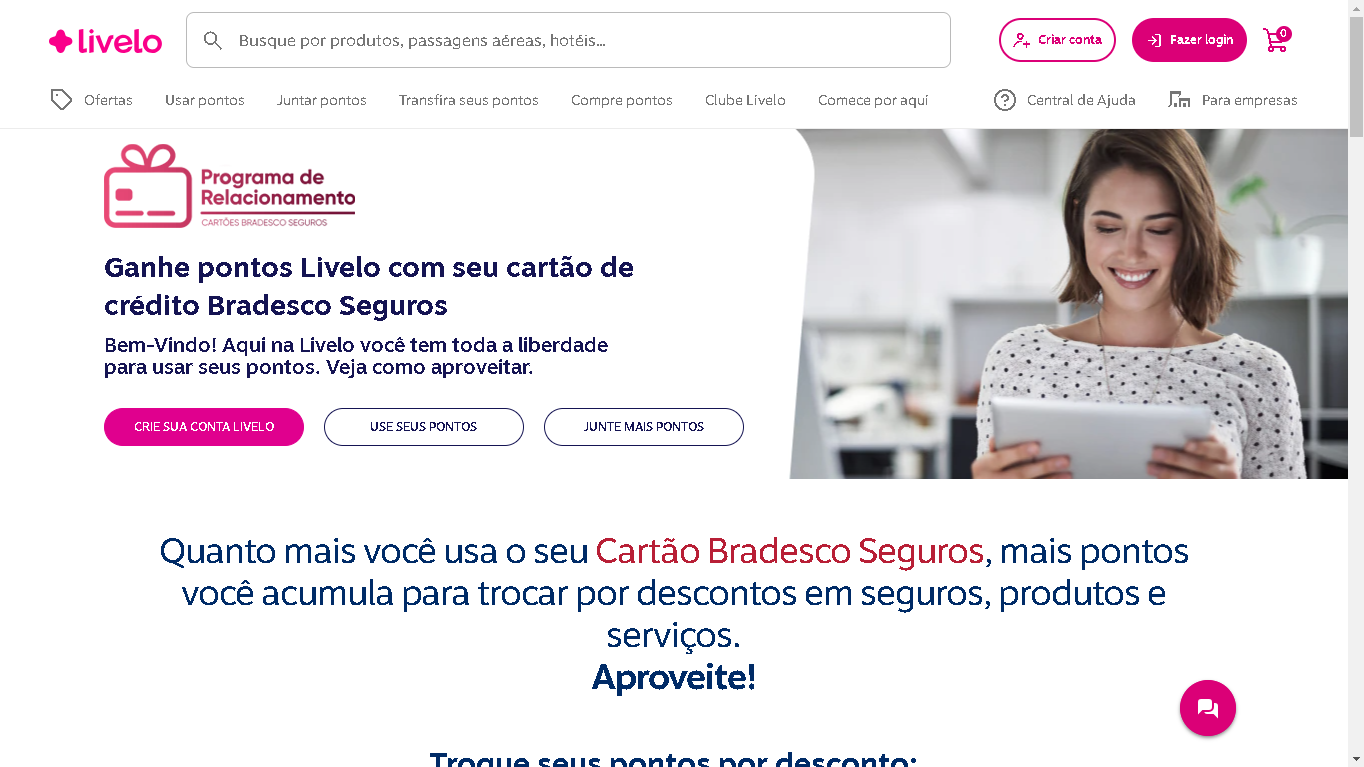 livelo
Busque por produtos, passagens aéreas, hotéis...
Criar conta
Fazer login
0
Ofertas
Usar pontos
Juntar pontos
Transfira seus pontos
Compre pontos
Clube Livelo
Comece por aqui
Central de Ajuda
Para empresas
Programa de
Relacionamento
CARTÕES BRADESCO SEGUROS
Ganhe pontos Livelo com seu cartão de
crédito Bradesco Seguros
Bem-Vindo! Aqui na Livelo você tem toda a liberdade
para usar seus pontos. Veja como aproveitar.
CRIE SUA CONTA LIVELO
USE SEUS PONTOS
JUNTE MAIS PONTOS
Quanto mais você usa o seu Cartão Bradesco Seguros, mais pontos
você acumula para trocar por descontos em seguros, produtos e
serviços.
Aproveite!
Troque seus pontos por desconto: